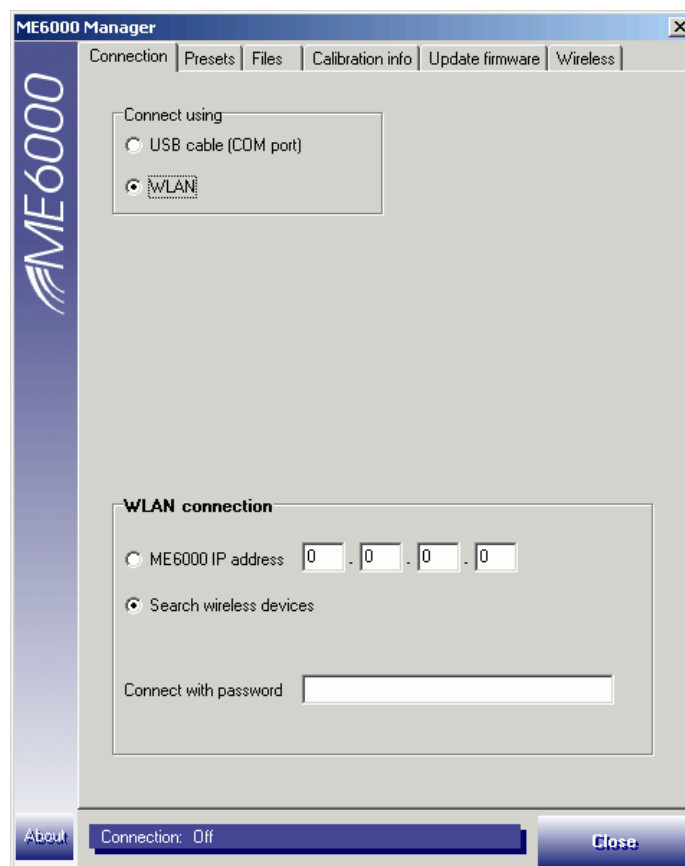 ME6000 Manager
Connection Presets Files Calibration info Update firmware Wireless
ME6000
Connect using
USB cable (COM port)
WLAN
WLAN connection
ME6000 IP address 0 . 0 . 0 . 0
Search wireless devices
Connect with password
About Connection: Off Close